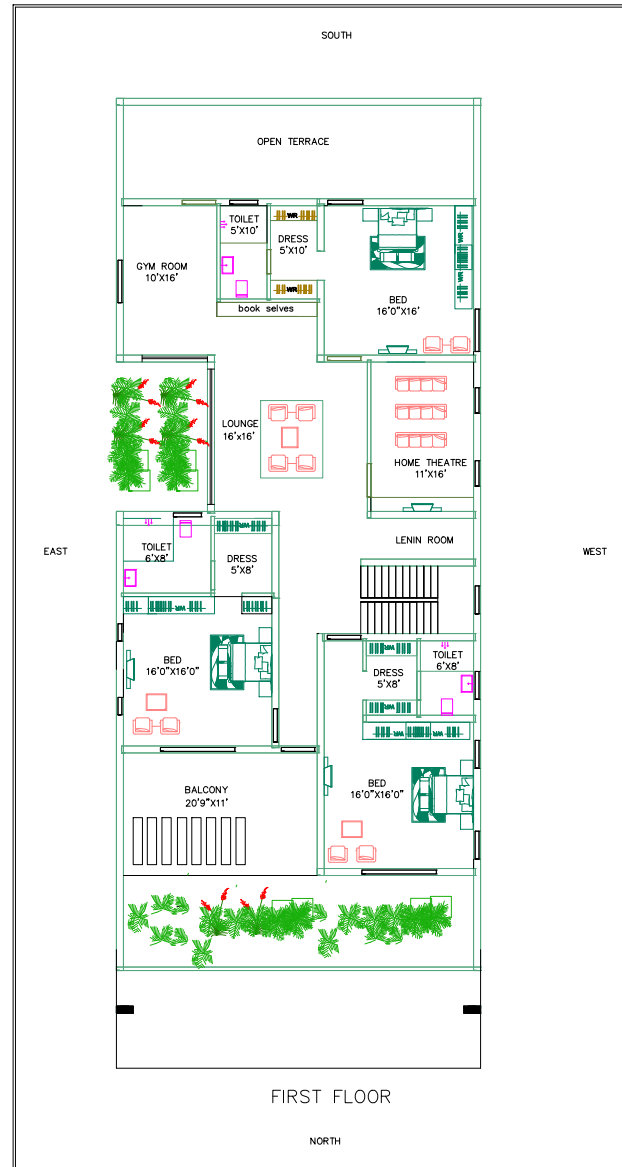 SOUTH
OPEN TERRACE
TOILET
5'X10'
WR
DRESS
5'X10'
WR
GYM ROOM
10'X16'
WR
BED
16'0"X16'
book selves
LOUNGE
16'x16'
HOME THEATRE
11'X16'
EAST
WEST
LENIN ROOM
WR
TOILET
6'X8'
DRESS
5'X8'
WR
BED
16'0"X16'0"
WR
TOILET
6'X8'
DRESS
5'X8'
WR
WR
WR
BED
16'0"X16'0"
BALCONY
20'9"X11'
FIRST FLOOR
NORTH